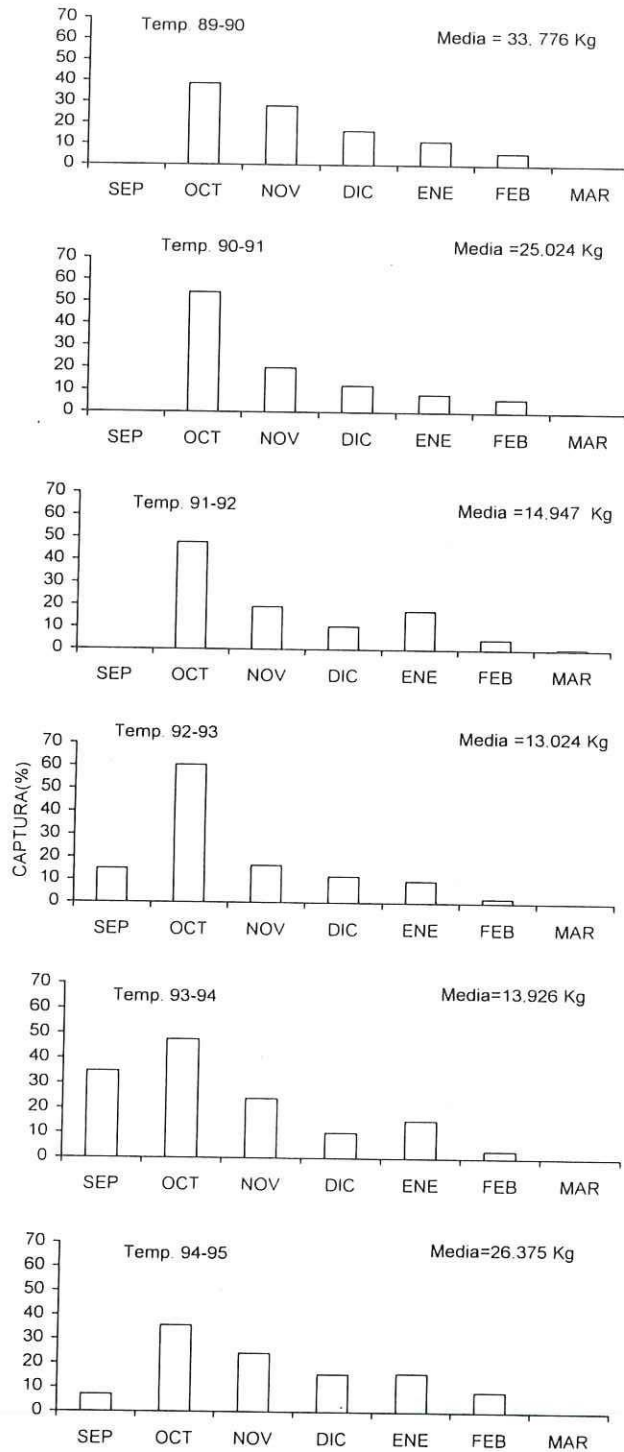 70
Temp. 89-90
Media = 33.776 Kg
60
50
40
30
20
10
0
SEP OCT NOV DIC ENE FEB MAR
70
Temp. 90-91
Media =25.024 Kg
60
50
40
30
20
10
0
SEP OCT NOV DIC ENE FEB MAR
70
Temp. 91-92
Media =14.947 Kg
60
50
40
30
20
10
0
SEP OCT NOV DIC ENE FEB MAR
CAPTURA(%)
70
Temp. 92-93
Media =13.024 Kg
60
50
40
30
20
10
0
SEP OCT NOV DIC ENE FEB MAR
70
Temp. 93-94
Media=13.926 Kg
60
50
40
30
20
10
0
SEP OCT NOV DIC ENE FEB MAR
70
Temp. 94-95
Media=26.375 Kg
60
50
40
30
20
10
0
SEP OCT NOV DIC ENE FEB MAR